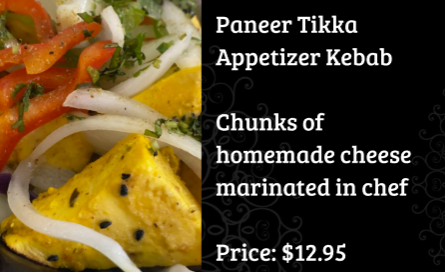 Paneer Tikka
Appetizer Kebab
Chunks of
homemade cheese
marinated in chef
Price: $12.95